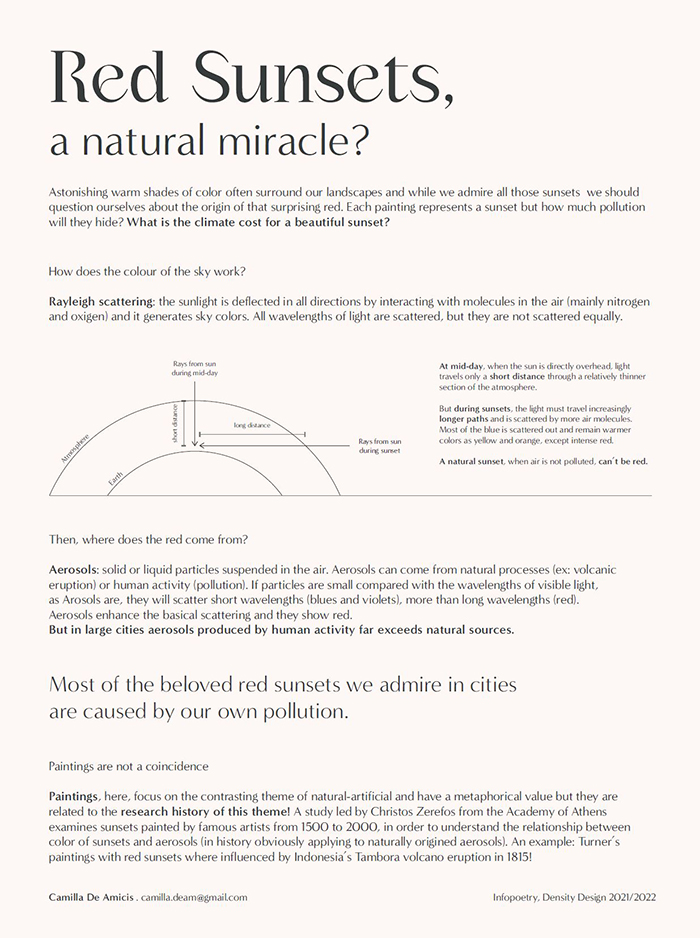 Red Sunsets,
a natural miracle?
Astonishing warm shades of color often surround our landscapes and while we admire all those sunsets we should
question ourselves about the origin of that surprising red. Each painting represents a sunset but how much pollution
will they hide? What is the climate cost for a beautiful sunset?
How does the colour of the sky work?
Rayleigh scattering: the sunlight is deflected in all directions by interacting with molecules in the air (mainly nitrogen
and oxigen) and it generates sky colors. All wavelengths of light are scattered, but they are not scattered equally.
Rays from sun
during mid-day
short distance
long distance
Rays from sun
during sunset
Atmosphere
Earth
At mid-day, when the sun is directly overhead, light
travels only a short distance through a relatively thinner
section of the atmosphere.
But during sunsets, the light must travel increasingly
longer paths and is scattered by more air molecules.
Most of the blue is scattered out and remain warmer
colors as yellow and orange, except intense red.
A natural sunset, when air is not polluted, can´t be red.
Then, where does the red come from?
Aerosols: solid or liquid particles suspended in the air. Aerosols can come from natural processes (ex: volcanic
eruption) or human activity (pollution). If particles are small compared with the wavelengths of visible light,
as Arosols are, they will scatter short wavelengths (blues and violets), more than long wavelengths (red).
Aerosols enhance the basical scattering and they show red.
But in large cities aerosols produced by human activity far exceeds natural sources.
Most of the beloved red sunsets we admire in cities
are caused by our own pollution.
Paintings are not a coincidence
Paintings, here, focus on the contrasting theme of natural-artificial and have a metaphorical value but they are
related to the research history of this theme! A study led by Christos Zerefos from the Academy of Athens
examines sunsets painted by famous artists from 1500 to 2000, in order to understand the relationship between
color of sunsets and aerosols (in history obviously applying to naturally origined aerosols). An example: Turner´s
paintings with red sunsets where influenced by Indonesia´s Tambora volcano eruption in 1815!
Camilla De Amicis . camilla.deam@gmail.com
Infopoetry, Density Design 2021/2022